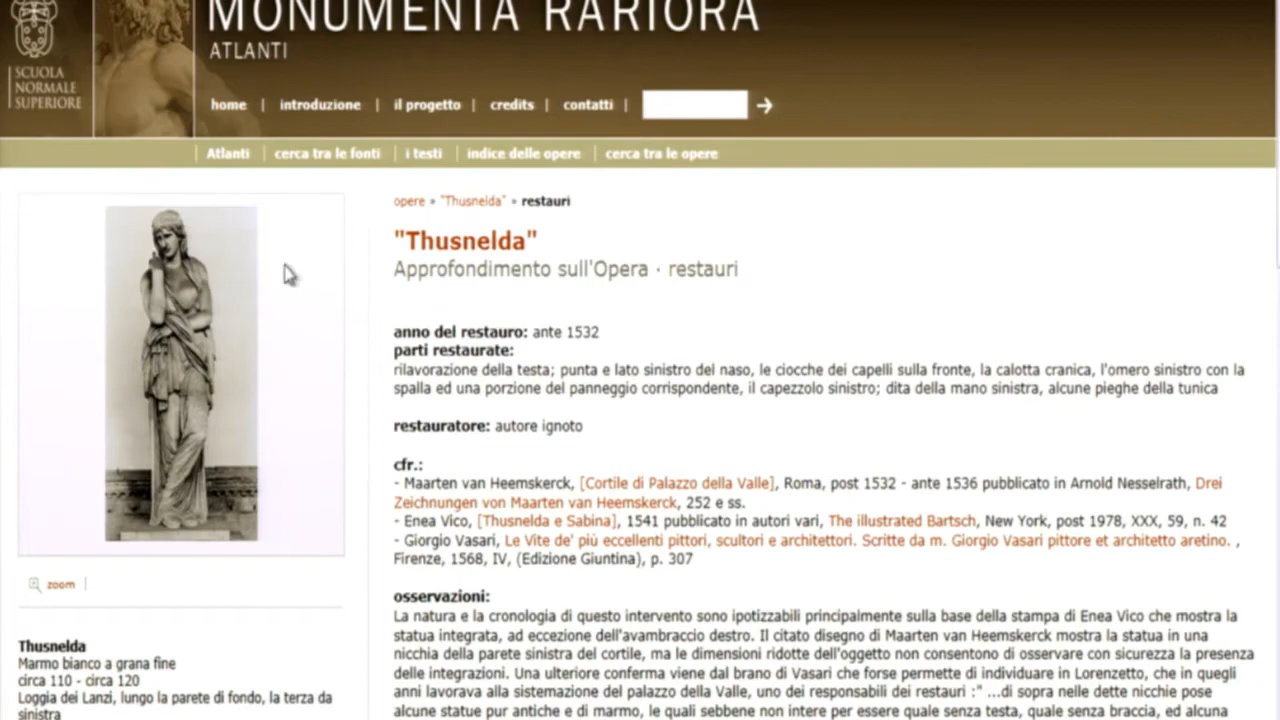 MONUMENTA RARIORA
ATLANTI
SCUOLA
NORMALE
SUPERIORE
home | introduzione | il progetto | credits | contatti |
Atlanti | cerca tra le fonti | i testi | indice delle opere | cerca tra le opere
opere » "Thusnelda" » restauri
"Thusnelda"
Approfondimento sull'Opera · restauri
anno del restauro: ante 1532
parti restaurate:
rilavorazione della testa; punta e lato sinistro del naso, le ciocche dei capelli sulla fronte, la calotta cranica, l'omero sinistro con la
spalla ed una porzione del panneggio corrispondente, il capezzolo sinistro; dita della mano sinistra, alcune pieghe della tunica
restauratore: autore ignoto
cfr.:
- Maarten van Heemskerck, [Cortile di Palazzo della Valle], Roma, post 1532 - ante 1536 pubblicato in Arnold Nesselrath, Drei
Zeichnungen von Maarten van Heemskerck, 252 e ss.
- Enea Vico, [Thusnelda e Sabina], 1541 pubblicato in autori vari, The illustrated Bartsch, New York, post 1978, XXX, 59, n. 42
- Giorgio Vasari, Le Vite de' più eccellenti pittori, scultori e architettori. Scritte da m. Giorgio Vasari pittore et architetto aretino. ,
Firenze, 1568, IV, (Edizione Giuntina), p. 307
osservazioni:
La natura e la cronologia di questo intervento sono ipotizzabili principalmente sulla base della stampa di Enea Vico che mostra la
statua integrata, ad eccezione dell'avambraccio destro. Il citato disegno di Maarten van Heemskerck mostra la statua in una
nicchia della parete sinistra del cortile, ma le dimensioni ridotte dell'oggetto non consentono di osservare con sicurezza la presenza
delle integrazioni. Una ulteriore conferma viene dal brano di Vasari che forse permette di individuare in Lorenzetto, che in quegli
anni lavorava alla sistemazione del palazzo della Valle, uno dei responsabili dei restauri :" ...di sopra nelle dette nicchie pose
alcune statue pur antiche e di marmo, le quali sebbene non intere per essere quale senza testa, quale senza braccia, ed alcuna
zoom |
Thusnelda
Marmo bianco a grana fine
circa 110 - circa 120
Loggia dei Lanzi, lungo la parete di fondo, la terza da
sinistra